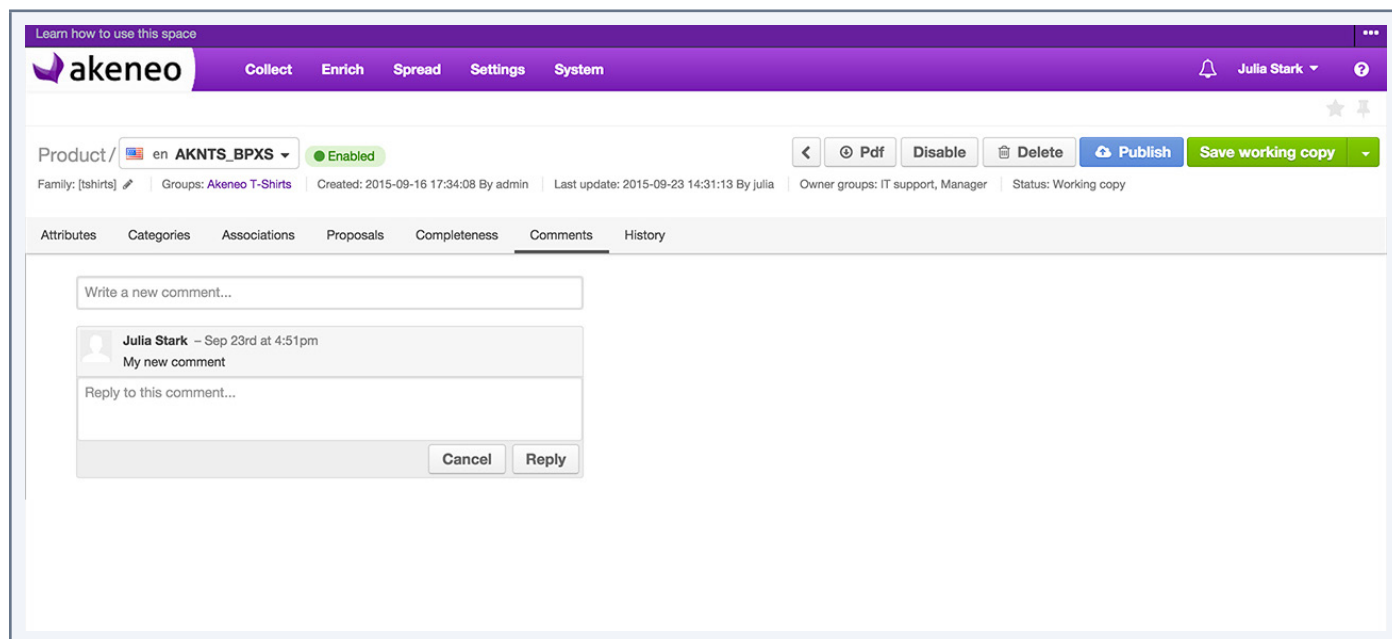 Learn how to use this space
akeneo Collect Enrich Spread Settings System Julia Stark ?
Product/ en AKNTS_BPXS Enabled Pdf Disable Delete Publish Save working copy
Family: [tshirts] Groups: Akeneo T-Shirts Created: 2015-09-16 17:34:08 By admin Last update: 2015-09-23 14:31:13 By julia Owner groups: IT support, Manager Status: Working copy
Attributes Categories Associations Proposals Completeness Comments History
Write a new comment...
Julia Stark – Sep 23rd at 4:51pm
My new comment
Reply to this comment...
Cancel Reply